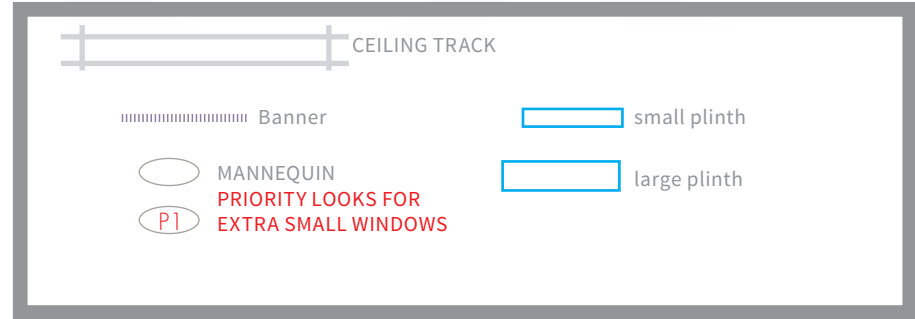 CEILING TRACK
Banner
small plinth
MANNEQUIN
large plinth
PRIORITY LOOKS FOR
P1
EXTRA SMALL WINDOWS